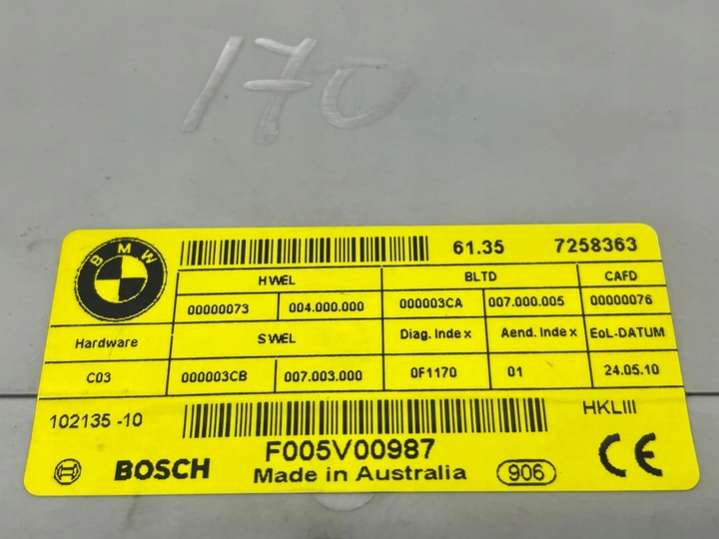 170
BMW
61.35 7258363
HWEL BLTD CAFD
00000073 004.000.000 000003CA 007.000.005 00000076
Hardware SWEL Diag. Index Aend. Index EoL-DATUM
C03 000003CB 007.003.000 0F1170 01 24.05.10
102135 -10 HKLIII
F005V00987
BOSCH Made in Australia 906 CE